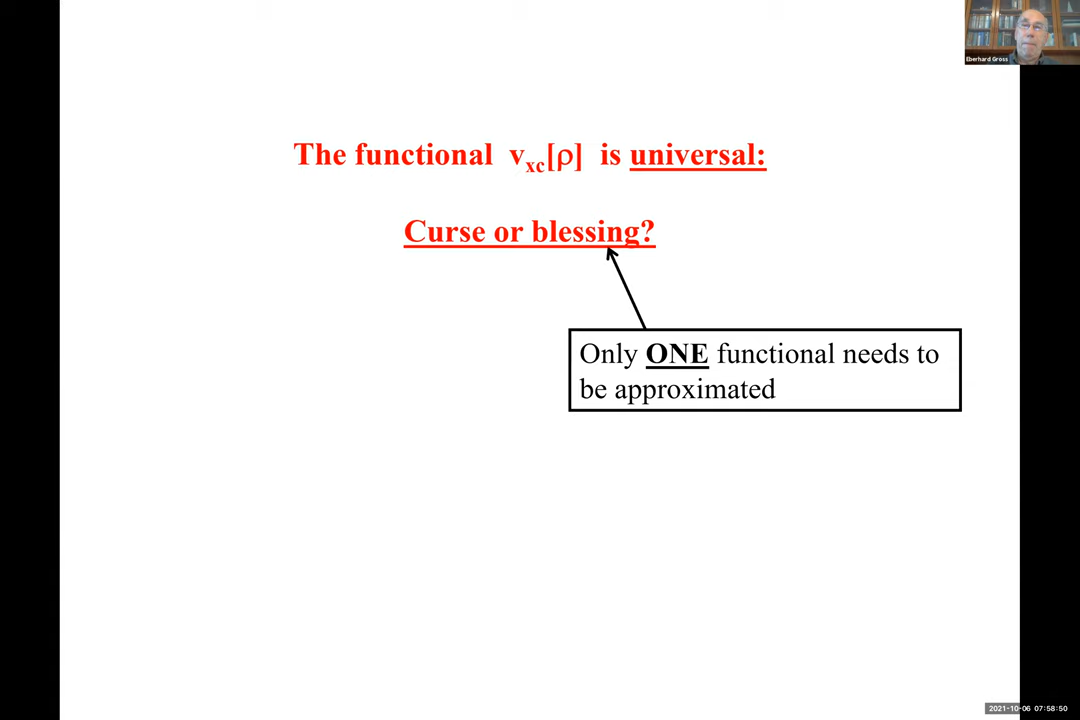 Eberhard Gross
The functional v_xc[ρ] is universal:
Curse or blessing?
Only ONE functional needs to
be approximated
2021-10-06 07:58:50